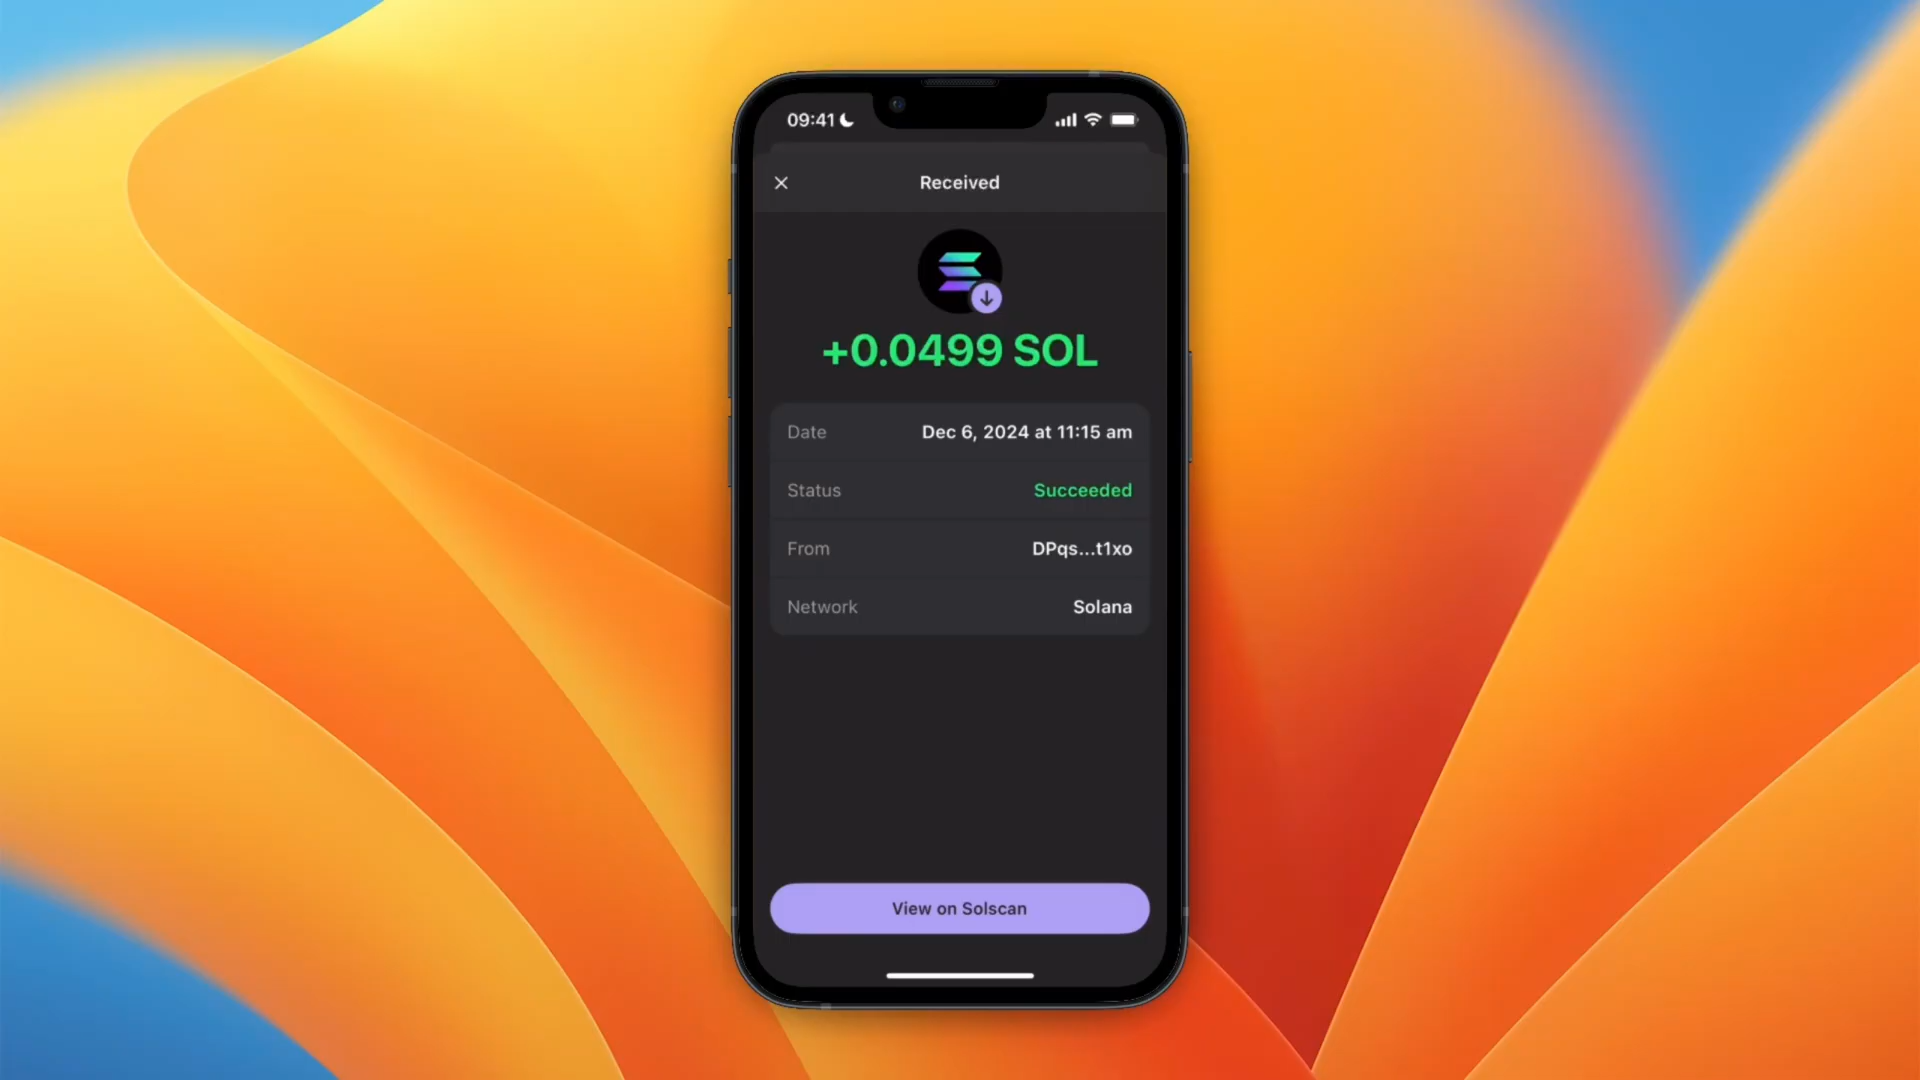 09:41
Received
+0.0499 SOL
Date Dec 6, 2024 at 11:15 am
Status Succeeded
From DPqs...t1xo
Network Solana
View on Solscan